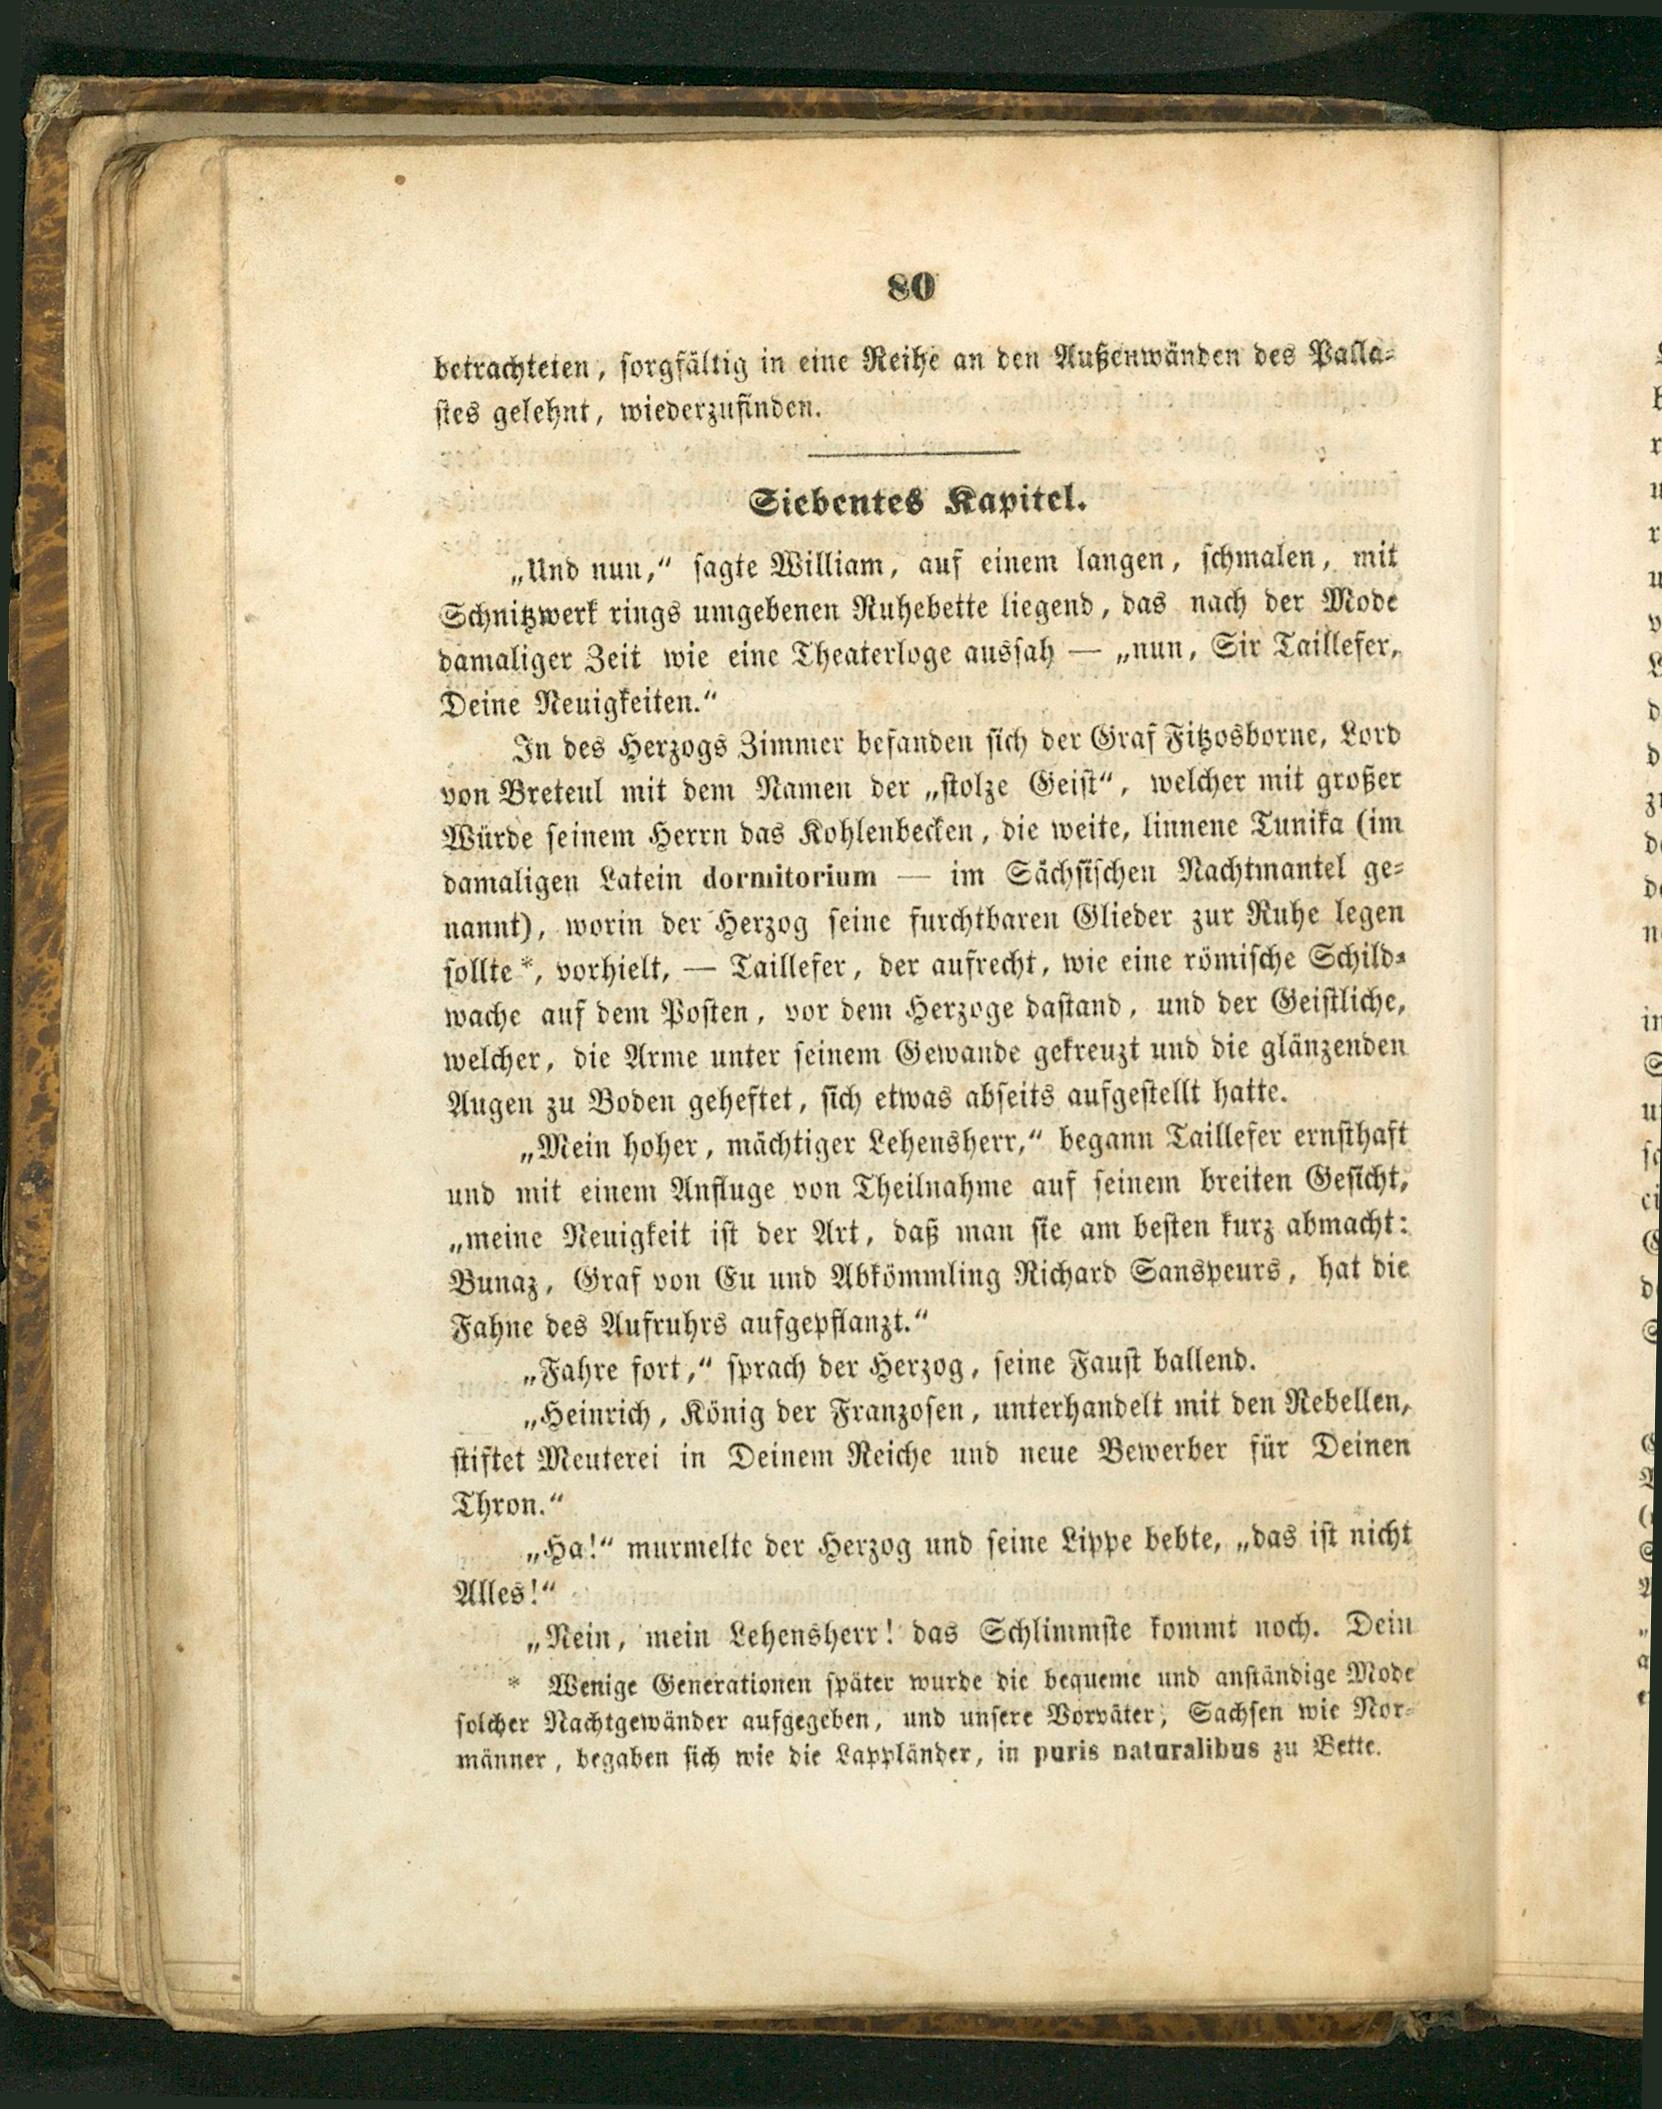 80
betrachteten, sorgfältig in eine Reihe an den Außenwänden des Palla-
stes gelehnt, wiederzufinden.
Siebentes Kapitel.
„Und nun,“ sagte William, auf einem langen, schmalen, mit
Schnitzwerk rings umgebenen Ruhebette liegend, das nach der Mode
damaliger Zeit wie eine Theaterloge aussah — „nun, Sir Taillefer,
Deine Neuigkeiten.“
In des Herzogs Zimmer befanden sich der Graf Fitzosborne, Lord
von Breteul mit dem Namen der „stolze Geist“, welcher mit großer
Würde seinem Herrn das Kohlenbecken, die weite, linnene Tunika (im
damaligen Latein dormitorium — im Sächsischen Nachtmantel ge-
nannt), worin der Herzog seine furchtbaren Glieder zur Ruhe legen
sollte*, vorhielt, — Taillefer, der aufrecht, wie eine römische Schild-
wache auf dem Posten, vor dem Herzoge dastand, und der Geistliche,
welcher, die Arme unter seinem Gewande gekreuzt und die glänzenden
Augen zu Boden geheftet, sich etwas abseits aufgestellt hatte.
„Mein hoher, mächtiger Lehensherr,“ begann Taillefer ernsthaft
und mit einem Anfluge von Theilnahme auf seinem breiten Gesicht,
„meine Neuigkeit ist der Art, daß man sie am besten kurz abmacht:
Bunaz, Graf von Eu und Abkömmling Richard Sanspeurs, hat die
Fahne des Aufruhrs aufgepflanzt.“
„Fahre fort,“ sprach der Herzog, seine Faust ballend.
„Heinrich, König der Franzosen, unterhandelt mit den Rebellen,
stiftet Meuterei in Deinem Reiche und neue Bewerber für Deinen
Thron.“
„Ha!“ murmelte der Herzog und seine Lippe bebte, „das ist nicht
Alles!“
„Nein, mein Lehensherr! das Schlimmste kommt noch. Dein
* Wenige Generationen später wurde die bequeme und anständige Mode
solcher Nachtgewänder aufgegeben, und unsere Vorväter, Sachsen wie Nor-
männer, begaben sich wie die Lappländer, in puris naturalibus zu Bette.